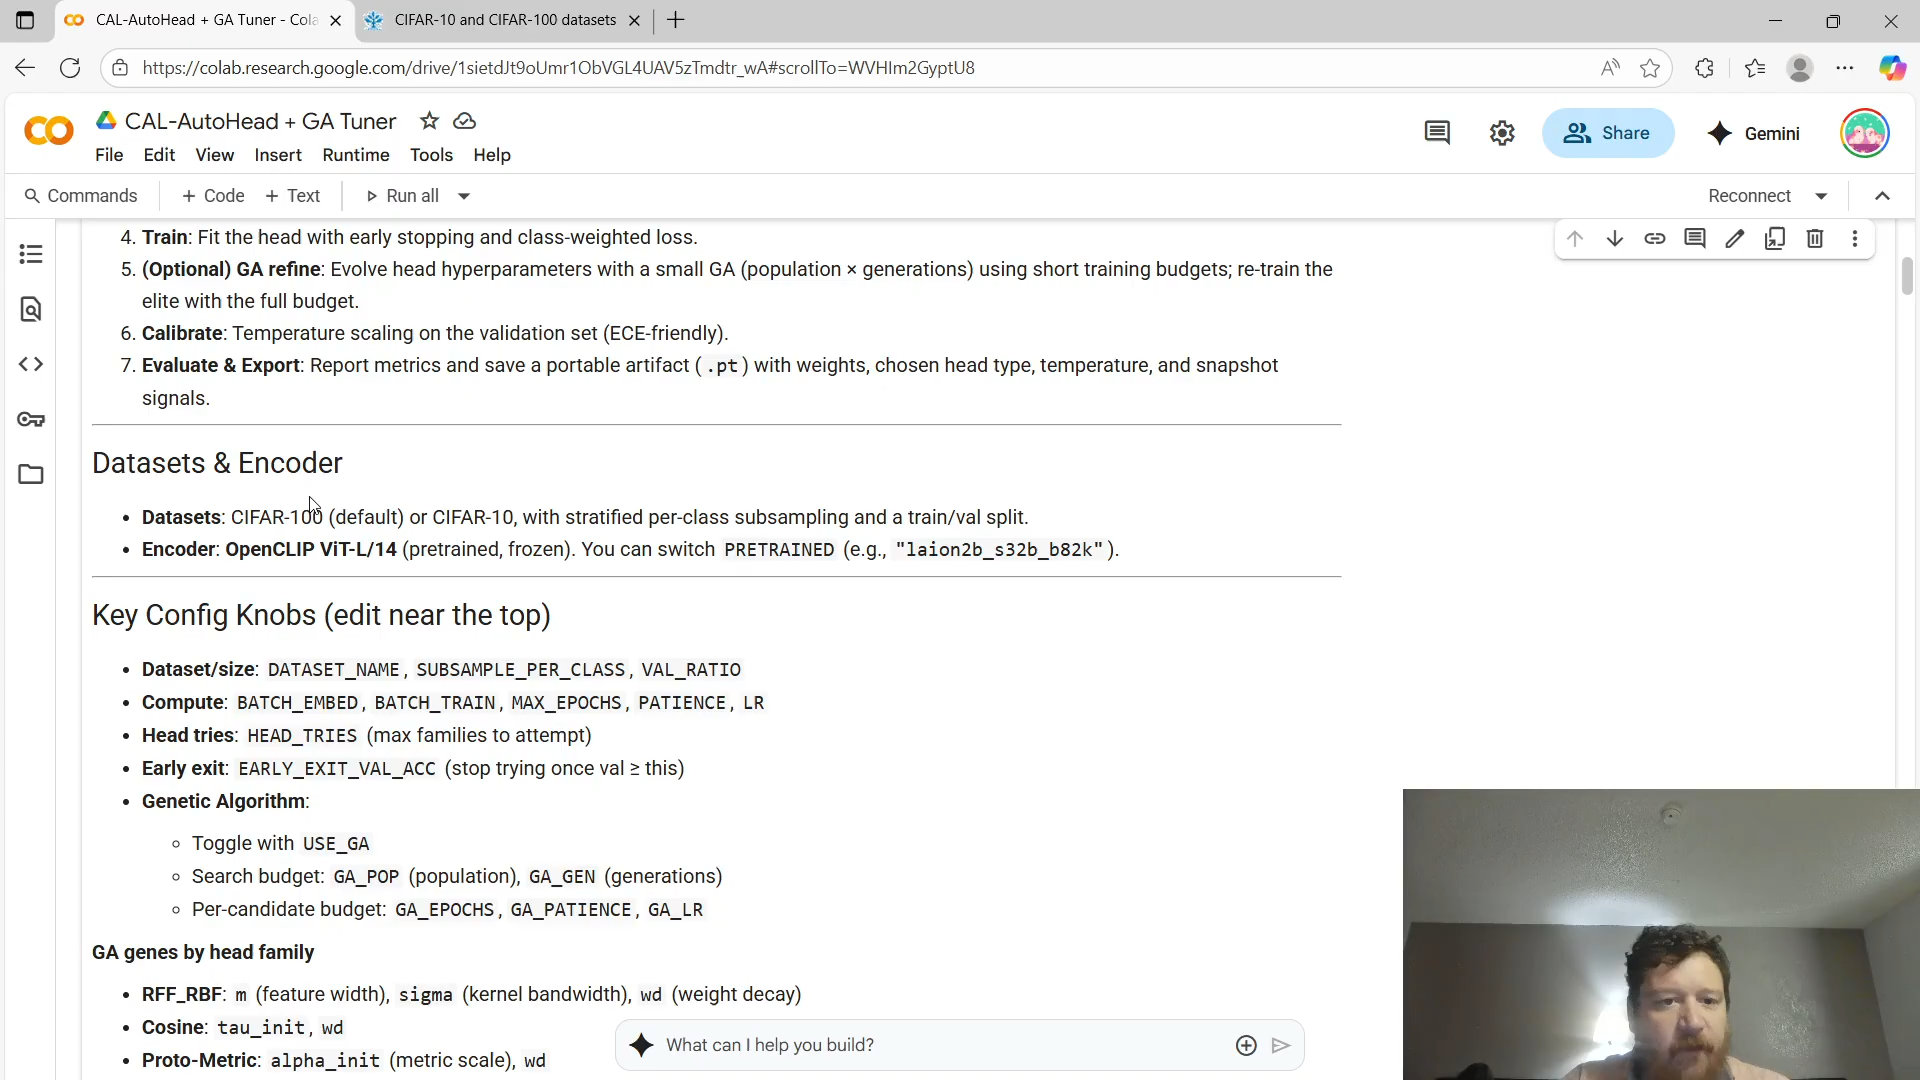 CAL-AutoHead + GA Tuner - Cola
CIFAR-10 and CIFAR-100 datasets
https://colab.research.google.com/drive/1sietdJt9oUmr1ObVGL4UAV5zTmdtr_wA#scrollTo=WVHIm2GyptU8
CAL-AutoHead + GA Tuner
File Edit View Insert Runtime Tools Help
Share
Gemini
Commands + Code + Text Run all
Reconnect
4. Train: Fit the head with early stopping and class-weighted loss.
5. (Optional) GA refine: Evolve head hyperparameters with a small GA (population × generations) using short training budgets; re-train the
elite with the full budget.
6. Calibrate: Temperature scaling on the validation set (ECE-friendly).
7. Evaluate & Export: Report metrics and save a portable artifact (.pt) with weights, chosen head type, temperature, and snapshot
signals.
Datasets & Encoder
• Datasets: CIFAR-100 (default) or CIFAR-10, with stratified per-class subsampling and a train/val split.
• Encoder: OpenCLIP ViT-L/14 (pretrained, frozen). You can switch PRETRAINED (e.g., "laion2b_s32b_b82k").
Key Config Knobs (edit near the top)
• Dataset/size: DATASET_NAME, SUBSAMPLE_PER_CLASS, VAL_RATIO
• Compute: BATCH_EMBED, BATCH_TRAIN, MAX_EPOCHS, PATIENCE, LR
• Head tries: HEAD_TRIES (max families to attempt)
• Early exit: EARLY_EXIT_VAL_ACC (stop trying once val ≥ this)
• Genetic Algorithm:
◦ Toggle with USE_GA
◦ Search budget: GA_POP (population), GA_GEN (generations)
◦ Per-candidate budget: GA_EPOCHS, GA_PATIENCE, GA_LR
GA genes by head family
• RFF_RBF: m (feature width), sigma (kernel bandwidth), wd (weight decay)
• Cosine: tau_init, wd
• Proto-Metric: alpha_init (metric scale), wd
What can I help you build?